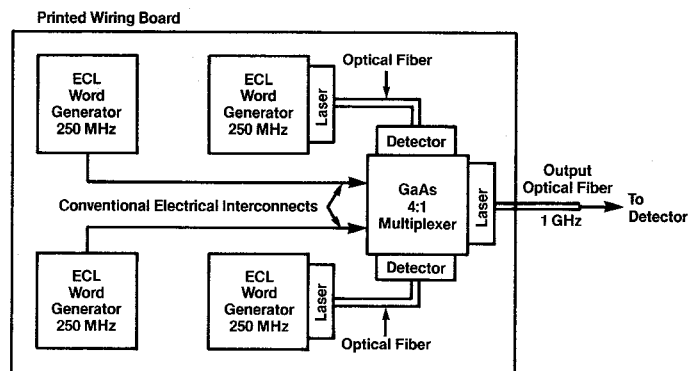 Printed Wiring Board
ECL
Word
Generator
250 MHz
ECL
Word
Generator
250 MHz
Laser
Optical Fiber
Detector
GaAs
4:1
Multiplexer
Laser
Output
Optical Fiber
1 GHz
To
Detector
Conventional Electrical Interconnects
ECL
Word
Generator
250 MHz
ECL
Word
Generator
250 MHz
Laser
Detector
Optical Fiber